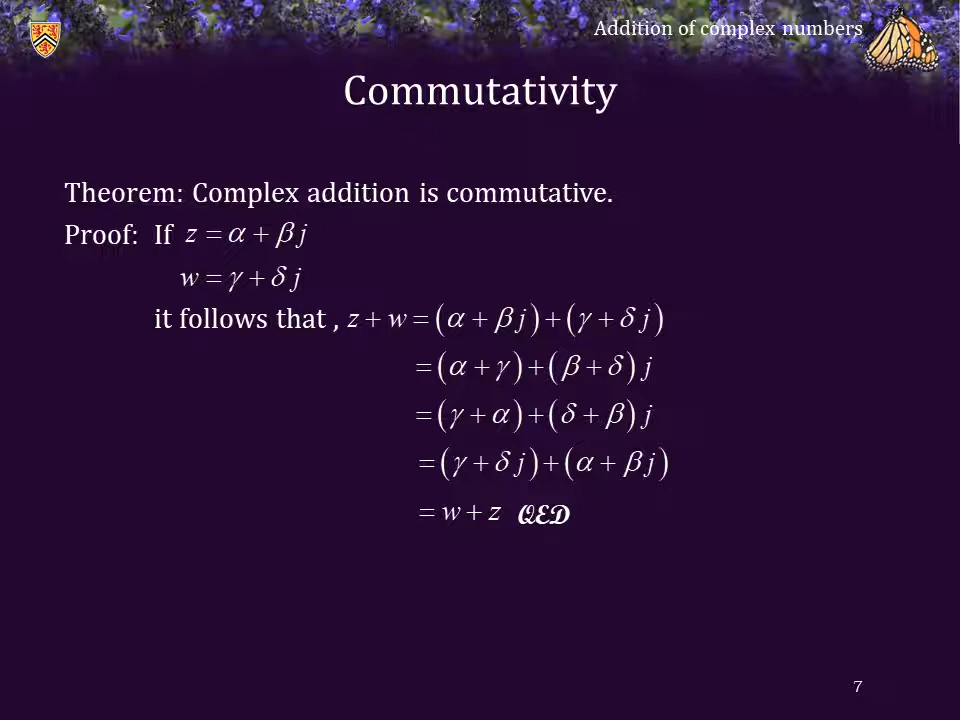 Addition of complex numbers
Commutativity
Theorem: Complex addition is commutative.
Proof: If z = α + β j
w = γ + δ j
it follows that , z + w = (α + β j) + (γ + δ j)
= (α + γ) + (β + δ) j
= (γ + α) + (δ + β) j
= (γ + δ j) + (α + β j)
= w + z QED
7